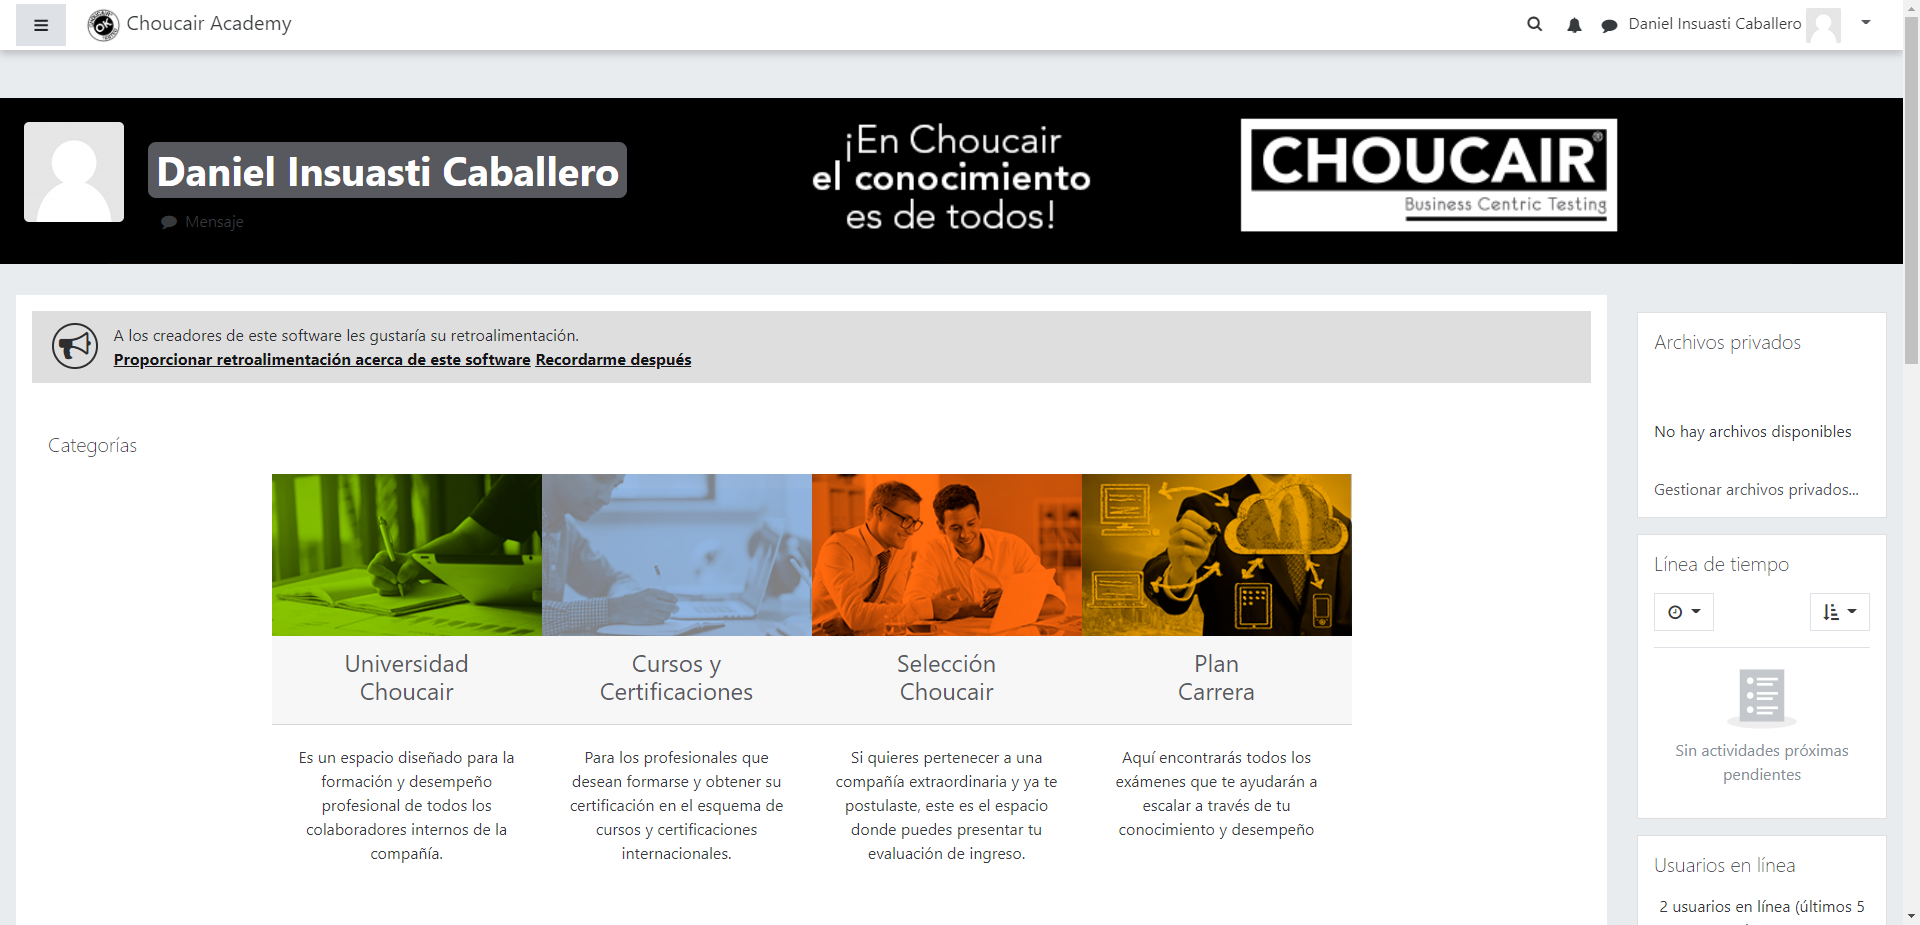 Choucair Academy
Daniel Insuasti Caballero
Daniel Insuasti Caballero
Mensaje
¡En Choucair
el conocimiento
es de todos!
CHOUCAIR®
Business Centric Testing
A los creadores de este software les gustaría su retroalimentación.
Proporcionar retroalimentación acerca de este software Recordarme después
Categorías
Universidad
Choucair
Es un espacio diseñado para la
formación y desempeño
profesional de todos los
colaboradores internos de la
compañía.
Cursos y
Certificaciones
Para los profesionales que
desean formarse y obtener su
certificación en el esquema de
cursos y certificaciones
internacionales.
Selección
Choucair
Si quieres pertenecer a una
compañía extraordinaria y ya te
postulaste, este es el espacio
donde puedes presentar tu
evaluación de ingreso.
Plan
Carrera
Aquí encontrarás todos los
exámenes que te ayudarán a
escalar a través de tu
conocimiento y desempeño
Archivos privados
No hay archivos disponibles
Gestionar archivos privados...
Línea de tiempo
Sin actividades próximas
pendientes
Usuarios en línea
2 usuarios en línea (últimos 5